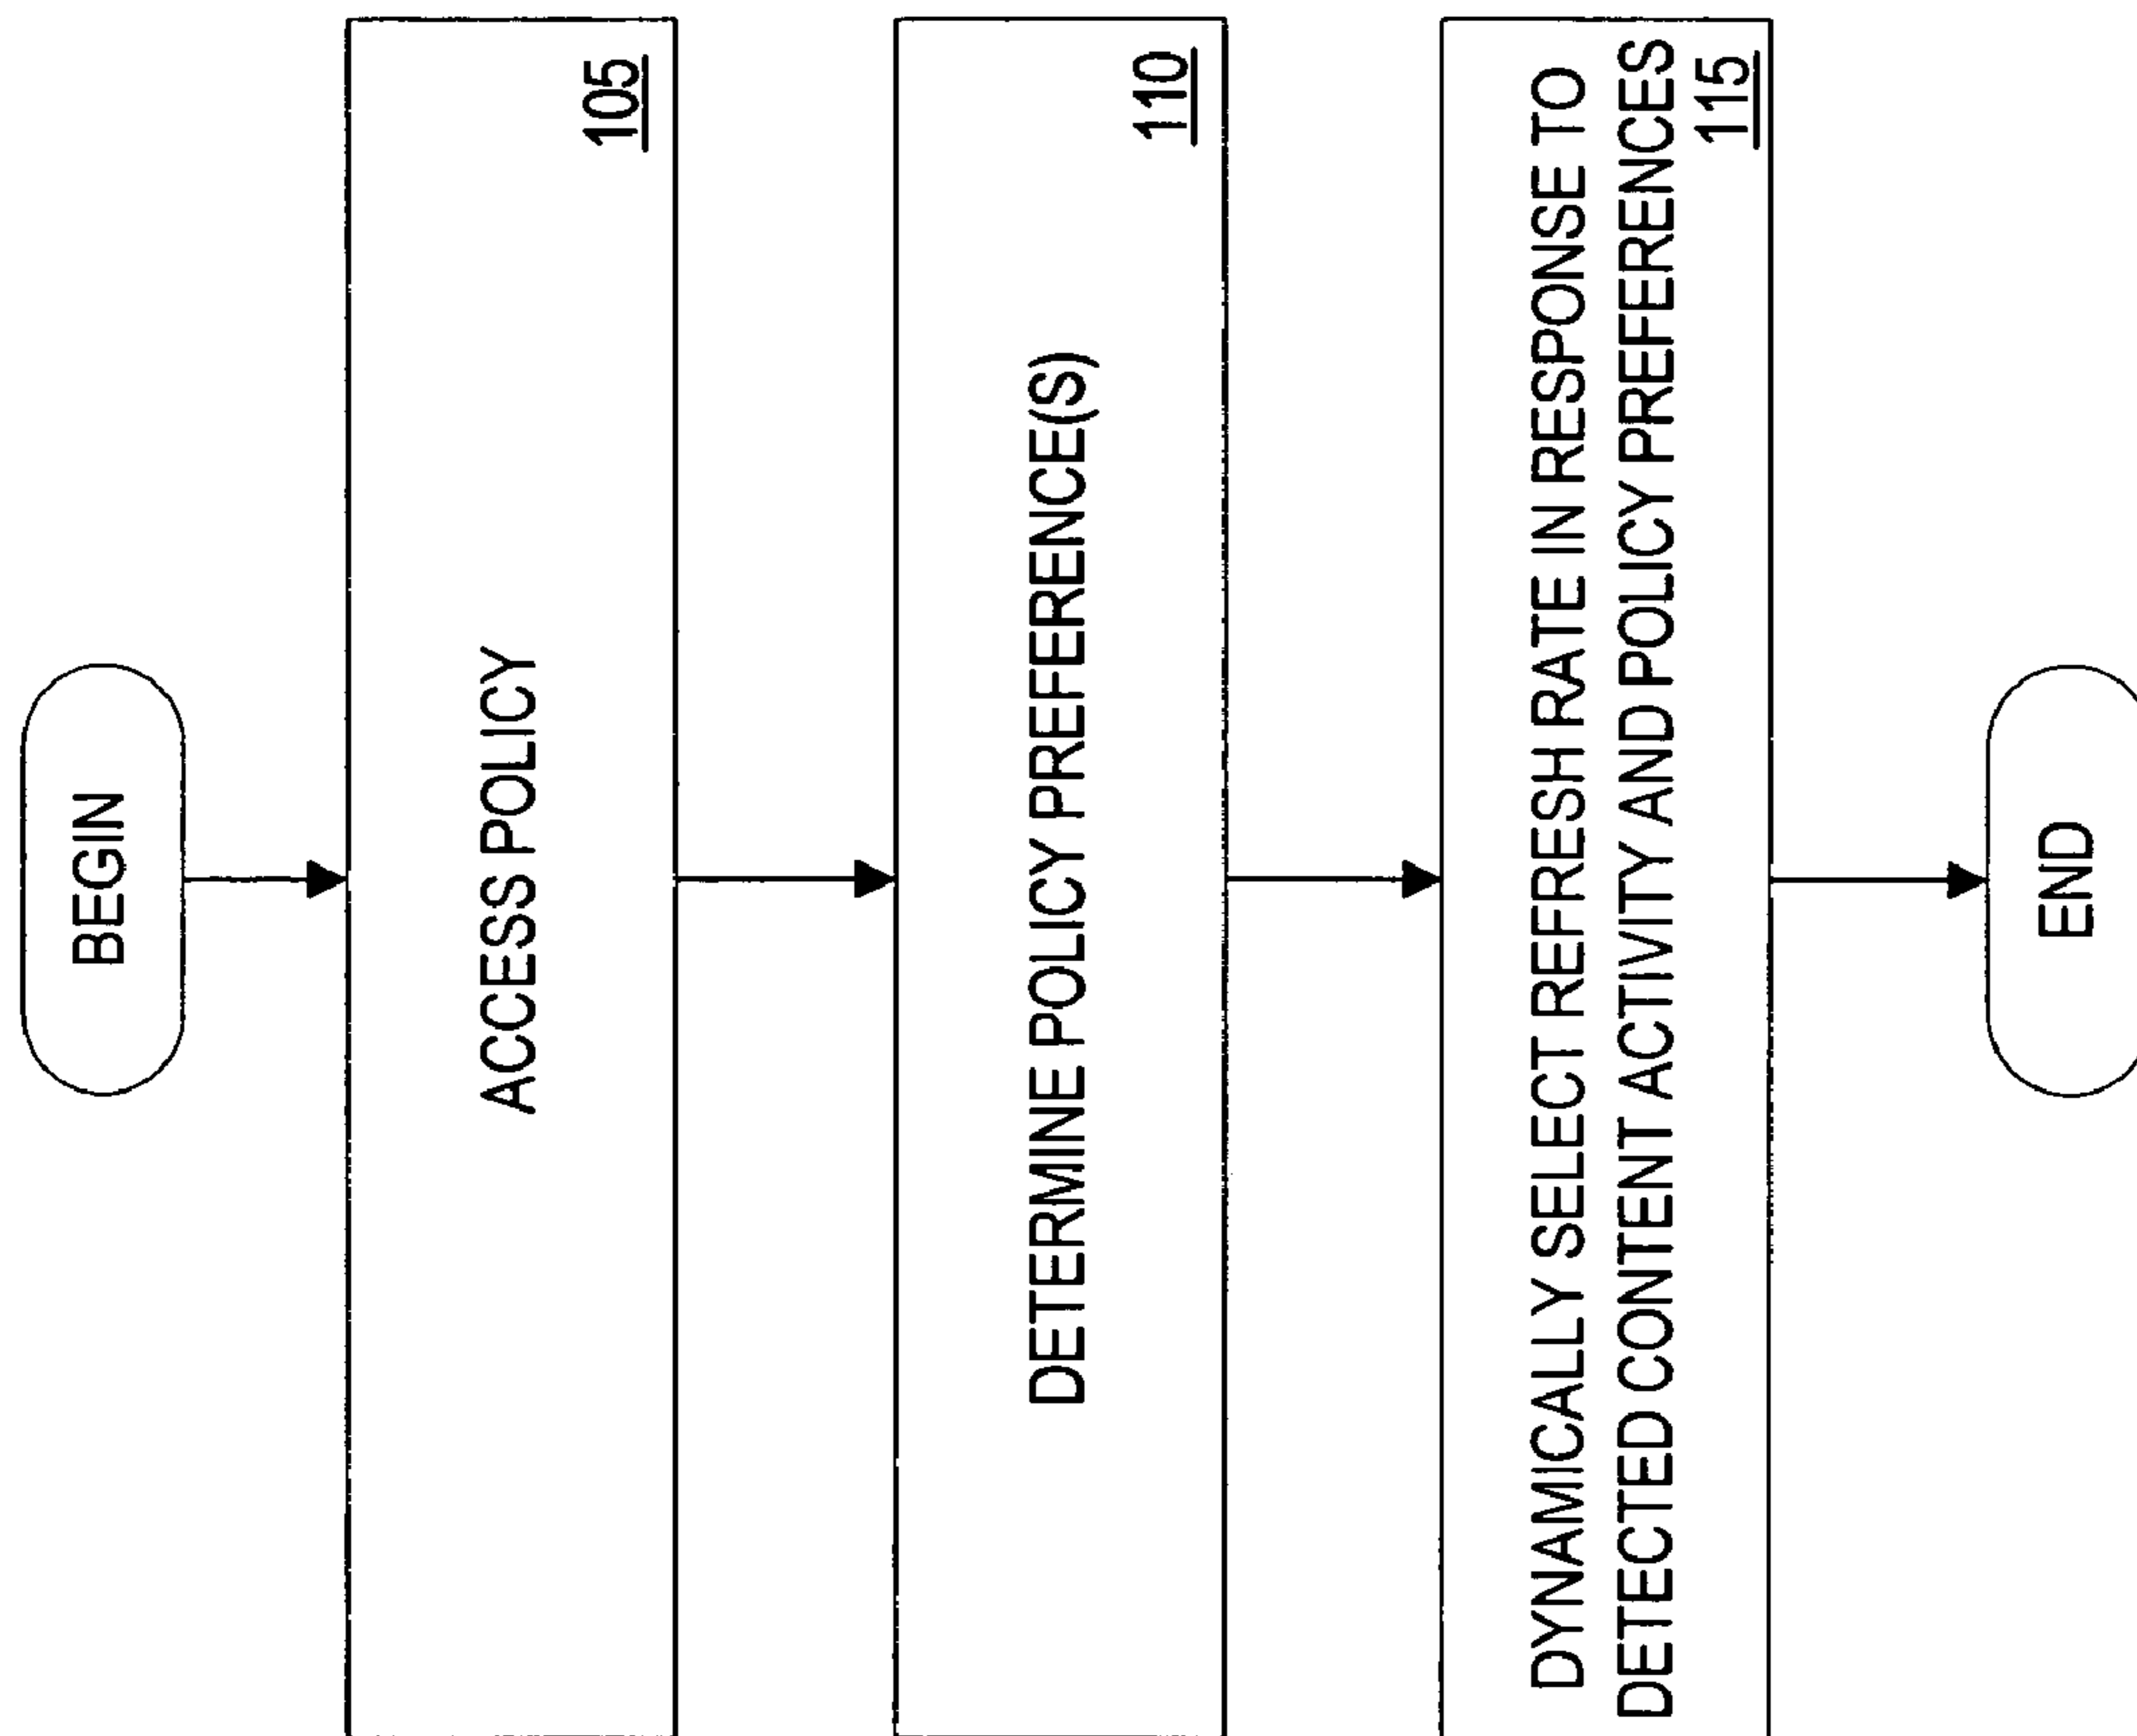 BEGIN
ACCESS POLICY
105
DETERMINE POLICY PREFERENCE(S)
110
DYNAMICALLY SELECT REFRESH RATE IN RESPONSE TO
DETECTED CONTENT ACTIVITY AND POLICY PREFERENCES
115
END